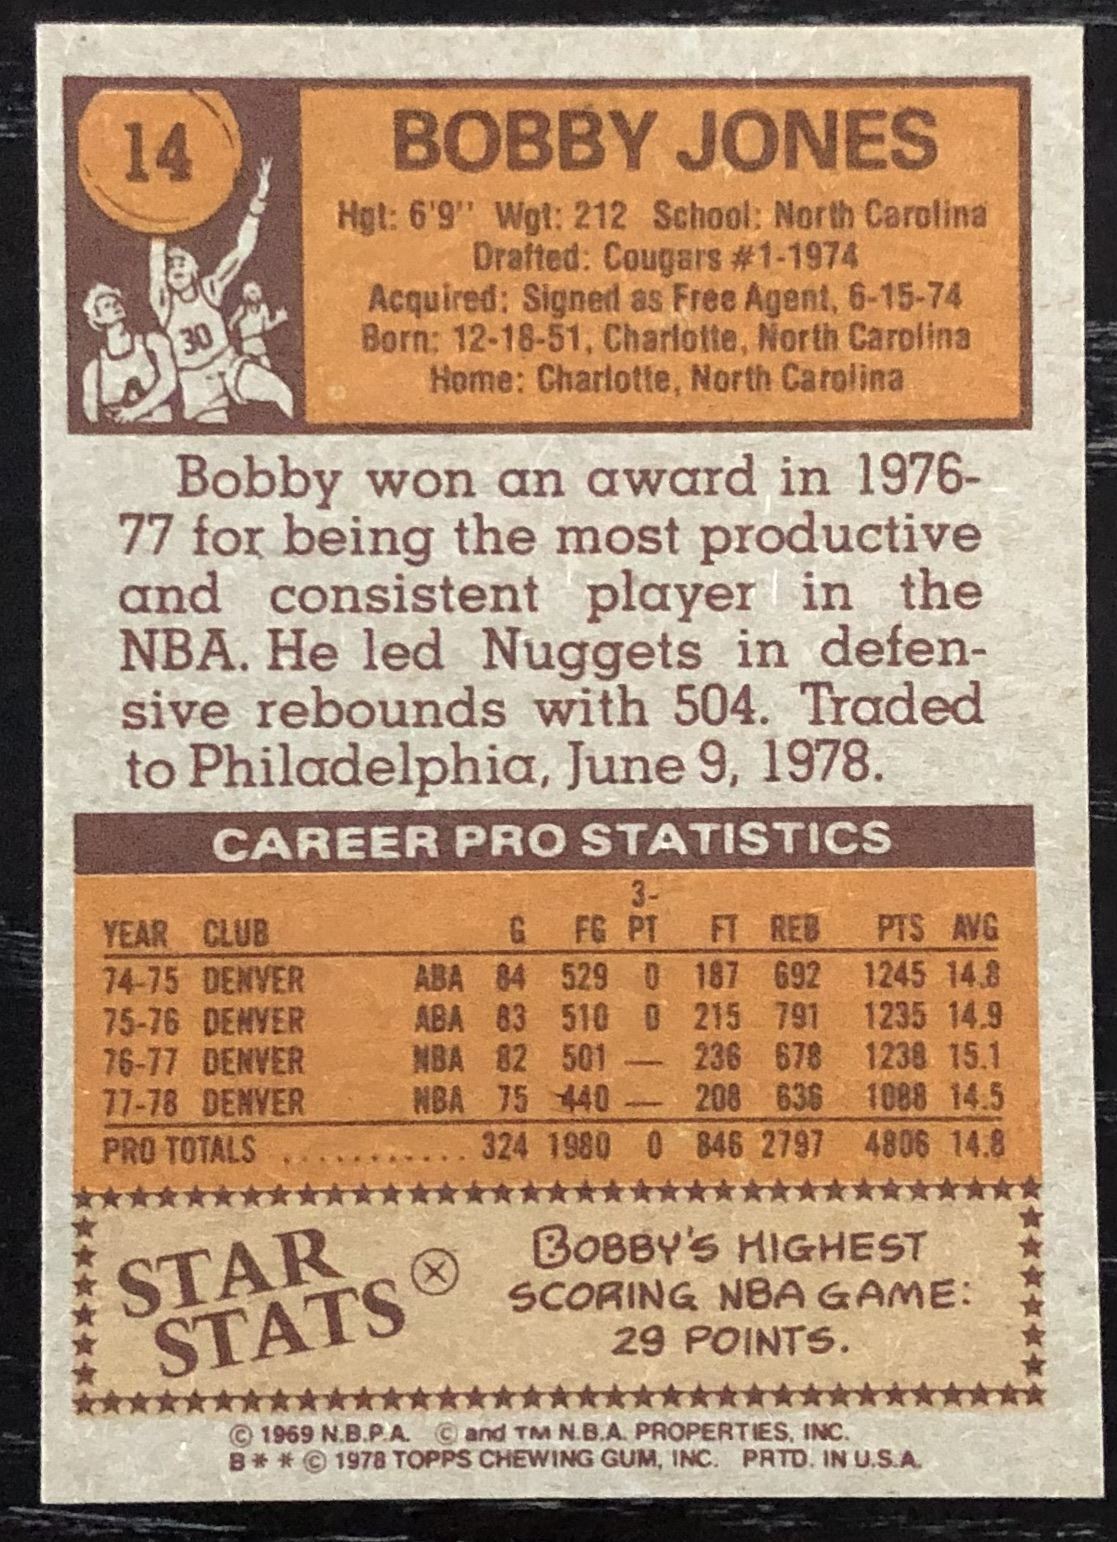 14
BOBBY JONES
Hgt: 6'9" Wgt: 212 School: North Carolina
Drafted: Cougars #1-1974
Acquired: Signed as Free Agent, 6-15-74
Born: 12-18-51, Charlotte, North Carolina
Home: Charlotte, North Carolina
30
Bobby won an award in 1976-
77 for being the most productive
and consistent player in the
NBA. He led Nuggets in defen-
sive rebounds with 504. Traded
to Philadelphia, June 9, 1978.
CAREER PRO STATISTICS
YEAR CLUB G FG 3-PT FT REB PTS AVG
74-75 DENVER ABA 84 529 0 187 692 1245 14.8
75-76 DENVER ABA 83 510 0 215 791 1235 14.9
76-77 DENVER NBA 82 501 — 236 678 1238 15.1
77-78 DENVER NBA 75 440 — 208 636 1088 14.5
PRO TOTALS ........... 324 1980 0 846 2797 4806 14.8
STAR
STATS
BOBBY'S HIGHEST
SCORING NBA GAME:
29 POINTS.
© 1969 N.B.P.A. © and TM N.B.A. PROPERTIES, INC.
B * * © 1978 TOPPS CHEWING GUM, INC. PRTD. IN U.S.A.